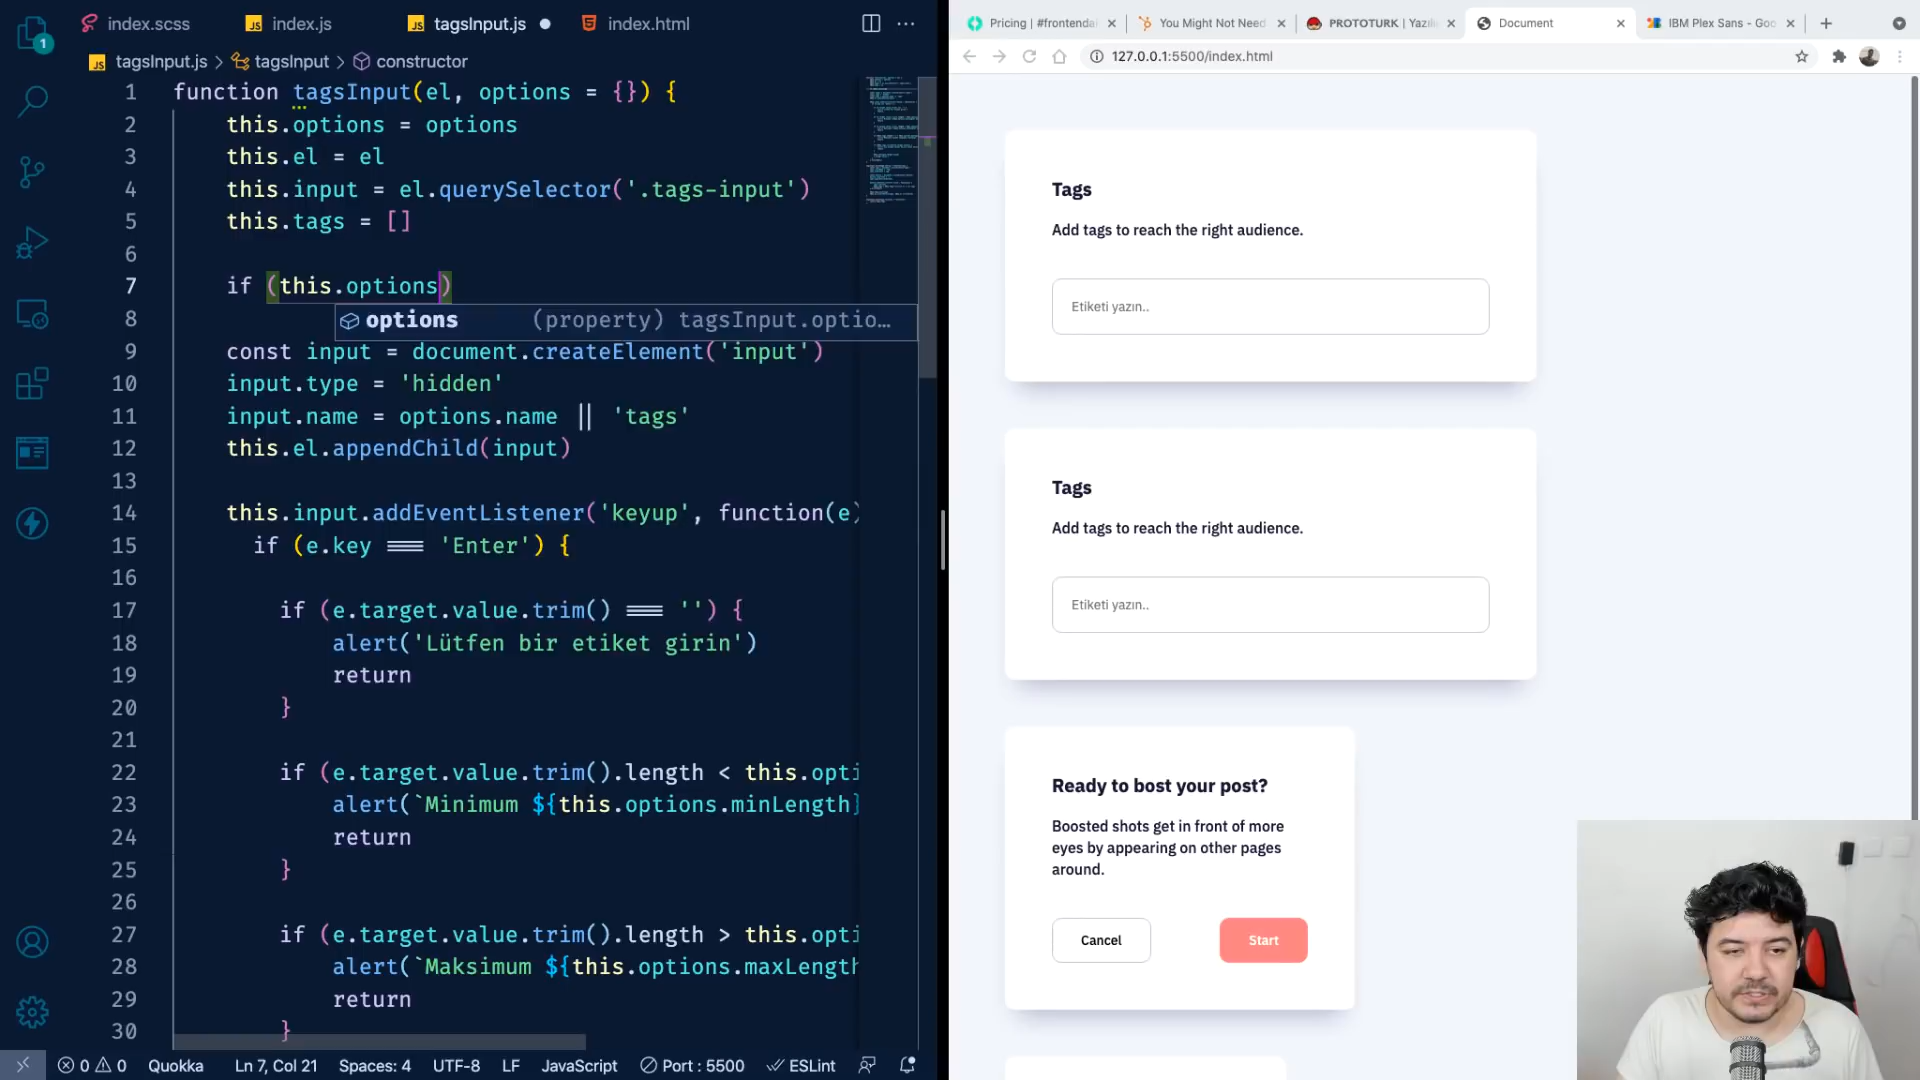 index.scss
index.js
tagsInput.js
index.html
tagsInput.js > tagsInput > constructor
1 function tagsInput(el, options = {}) {
2 this.options = options
3 this.el = el
4 this.input = el.querySelector('.tags-input')
5 this.tags = []
6
7 if (this.options)
options (property) tagsInput.optio…
8
9 const input = document.createElement('input')
10 input.type = 'hidden'
11 input.name = options.name || 'tags'
12 this.el.appendChild(input)
13
14 this.input.addEventListener('keyup', function(e)
15 if (e.key === 'Enter') {
16
17 if (e.target.value.trim() === '') {
18 alert('Lütfen bir etiket girin')
19 return
20 }
21
22 if (e.target.value.trim().length < this.opti
23 alert(`Minimum ${this.options.minLength}
24 return
25 }
26
27 if (e.target.value.trim().length > this.opti
28 alert(`Maksimum ${this.options.maxLength
29 return
30 }
1
0 0 Quokka Ln 7, Col 21 Spaces: 4 UTF-8 LF JavaScript Port : 5500 ESLint
Pricing | #frontendai
You Might Not Need
PROTOTURK | Yazılı
Document
IBM Plex Sans - Goo
127.0.0.1:5500/index.html
Tags
Add tags to reach the right audience.
Etiketi yazın..
Tags
Add tags to reach the right audience.
Etiketi yazın..
Ready to bost your post?
Boosted shots get in front of more
eyes by appearing on other pages
around.
Cancel
Start